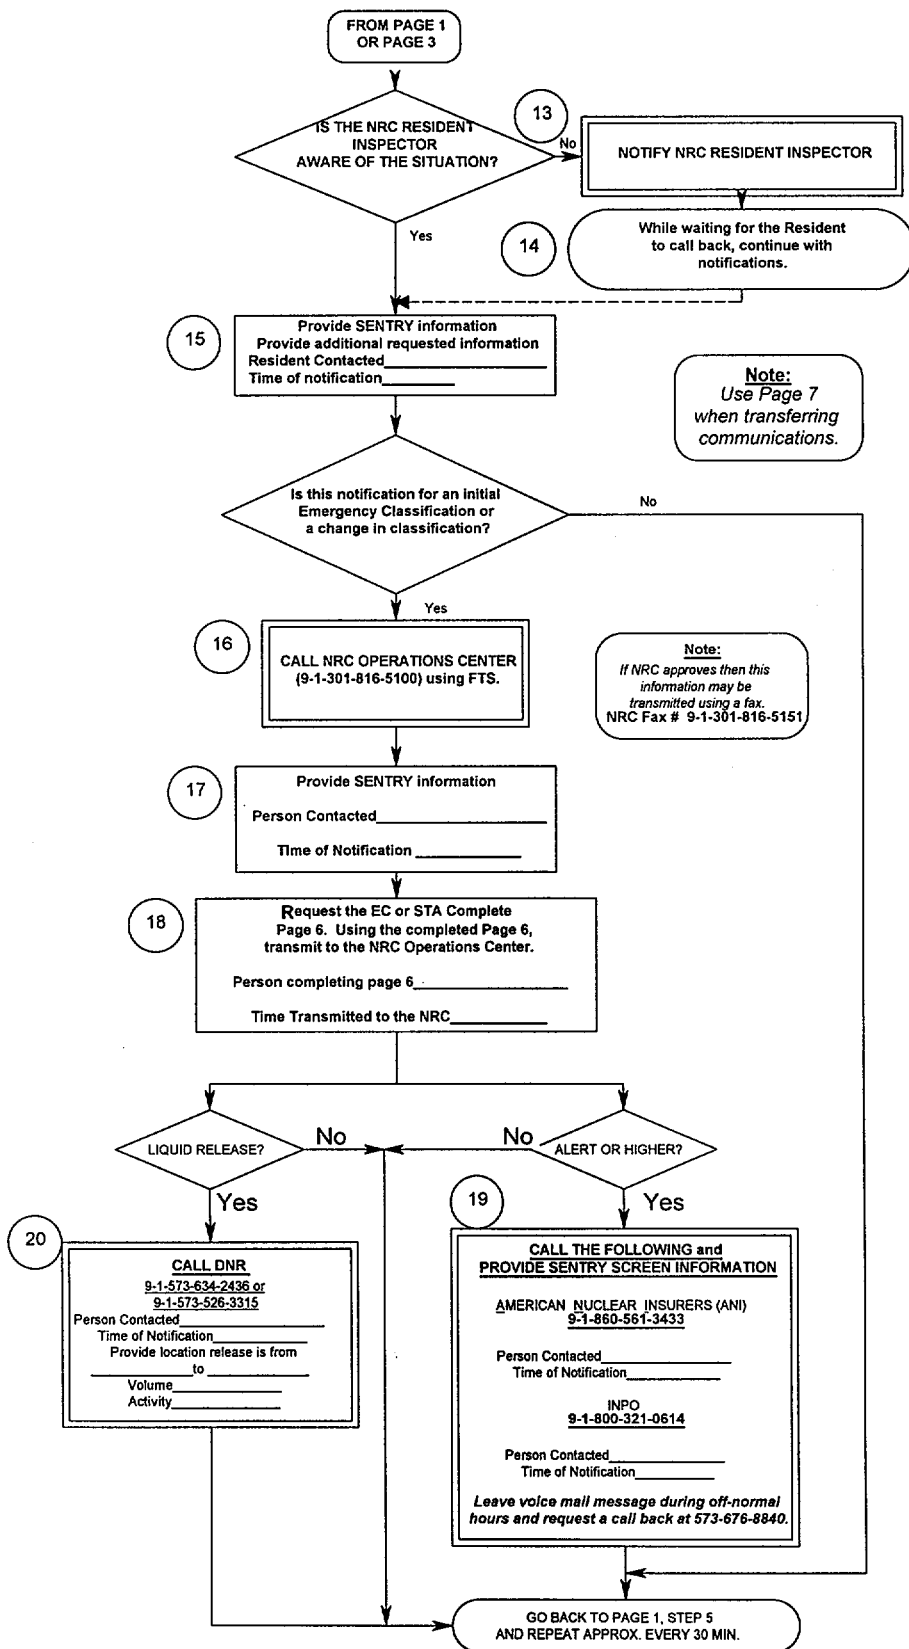 FROM PAGE 1
OR PAGE 3
IS THE NRC RESIDENT
INSPECTOR
AWARE OF THE SITUATION?
No
13
NOTIFY NRC RESIDENT INSPECTOR
Yes
14
While waiting for the Resident
to call back, continue with
notifications.
15
Provide SENTRY information
Provide additional requested information
Resident Contacted
Time of notification
Note:
Use Page 7
when transferring
communications.
Is this notification for an initial
Emergency Classification or
a change in classification?
No
Yes
16
CALL NRC OPERATIONS CENTER
(9-1-301-816-5100) using FTS.
Note:
If NRC approves then this
information may be
transmitted using a fax.
NRC Fax # 9-1-301-816-5151
17
Provide SENTRY information
Person Contacted
Time of Notification
18
Request the EC or STA Complete
Page 6. Using the completed Page 6,
transmit to the NRC Operations Center.
Person completing page 6
Time Transmitted to the NRC
LIQUID RELEASE?
No
No
ALERT OR HIGHER?
Yes
Yes
20
CALL DNR
9-1-573-634-2436 or
9-1-573-526-3315
Person Contacted
Time of Notification
Provide location release is from
to
Volume
Activity
19
CALL THE FOLLOWING and
PROVIDE SENTRY SCREEN INFORMATION
AMERICAN NUCLEAR INSURERS (ANI)
9-1-860-561-3433
Person Contacted
Time of Notification
INPO
9-1-800-321-0614
Person Contacted
Time of Notification
Leave voice mail message during off-normal
hours and request a call back at 573-676-8840.
GO BACK TO PAGE 1, STEP 5
AND REPEAT APPROX. EVERY 30 MIN.